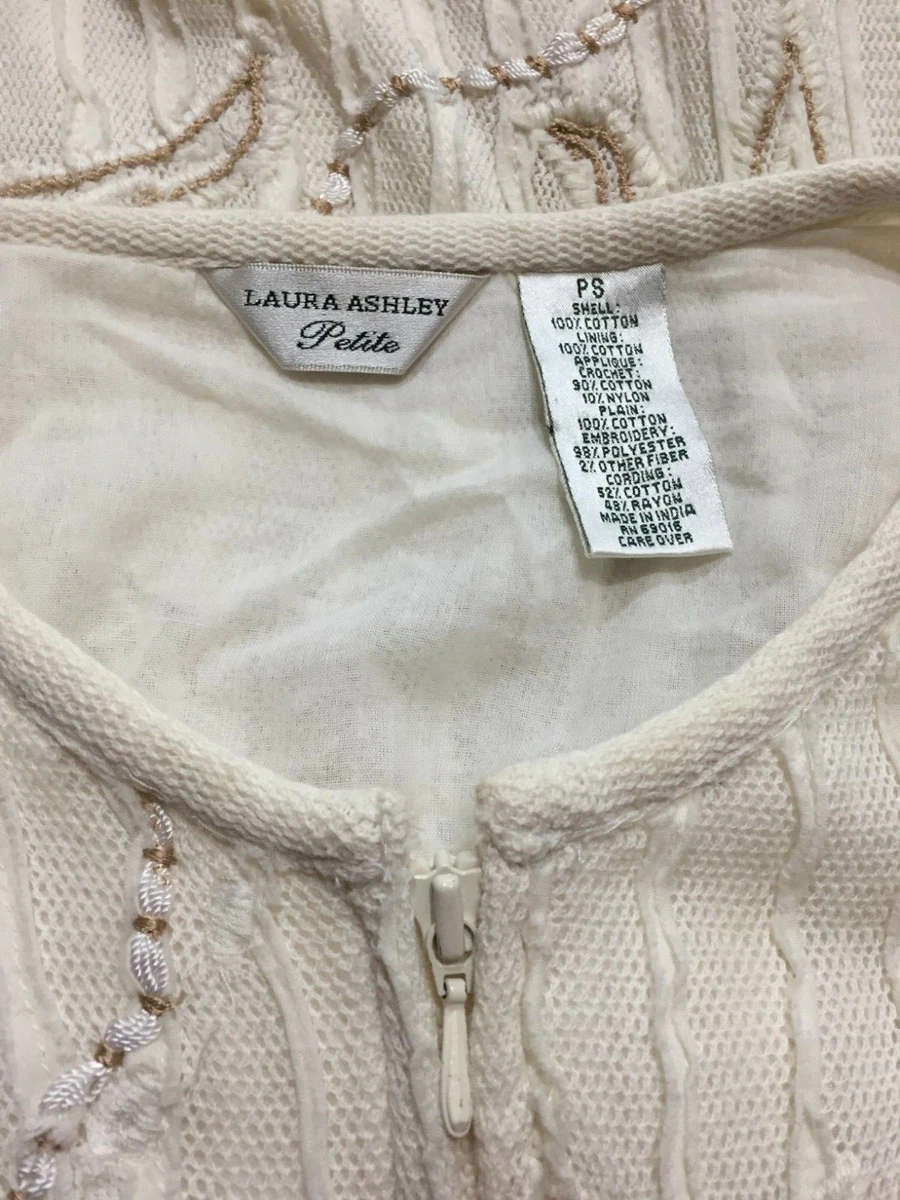 LAURA ASHLEY
Petite
PS
SHELL:
100% COTTON
LINING:
100% COTTON
APPLIQUE:
CROCHET:
90% COTTON
10% NYLON
PLAIN:
100% COTTON
EMBROIDERY:
98% POLYESTER
2% OTHER FIBER
CORDING:
52% COTTON
48% RAYON
MADE IN INDIA
RN 69016
CARE OVER